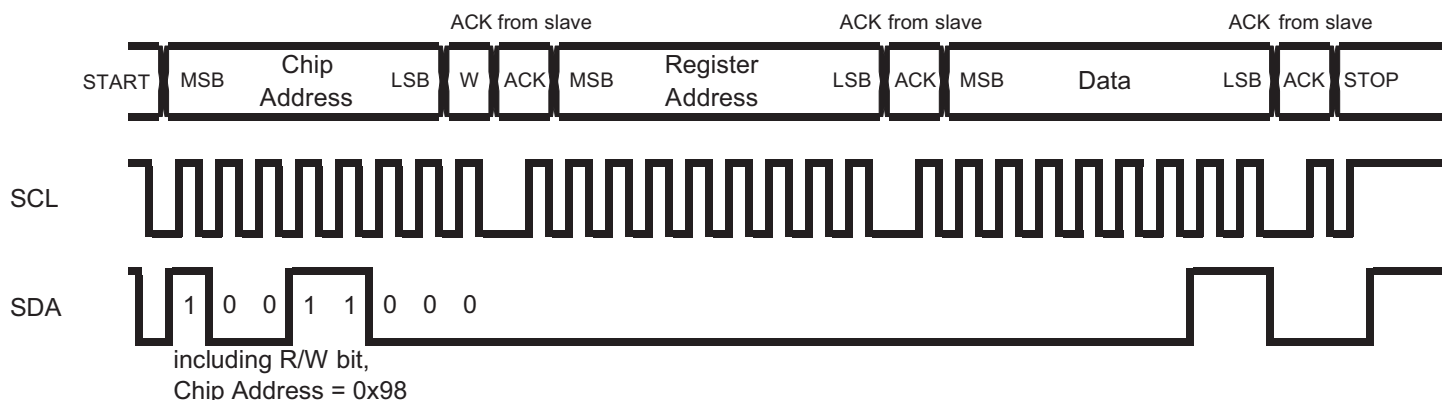 ACK from slave ACK from slave ACK from slave
START MSB Chip Address LSB W ACK MSB Register Address LSB ACK MSB Data LSB ACK STOP
SCL
SDA 1 0 0 1 1 0 0 0
including R/W bit,
Chip Address = 0x98